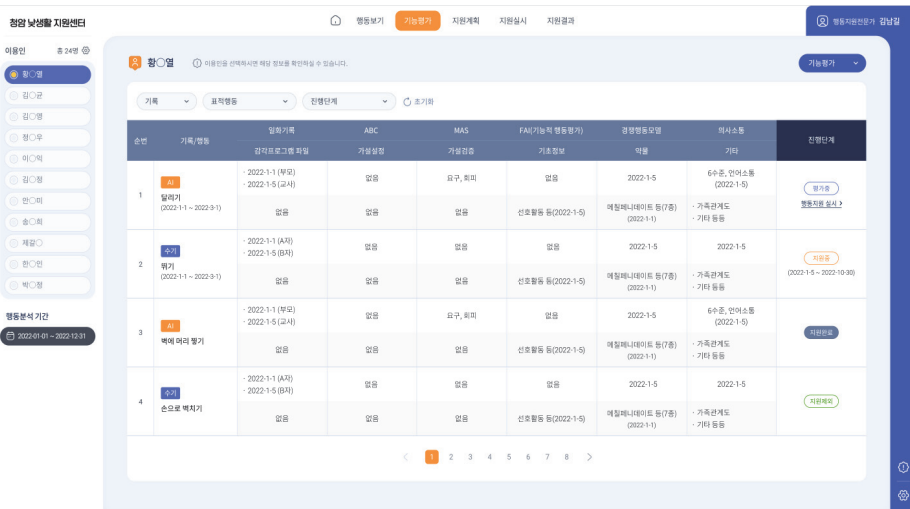 청암 낮생활 지원센터
행동보기 기능평가 지원계획 지원실시 지원결과
행동지원전문가 김남길
이용인 총 24명
황○열
김○균
김○영
정○우
이○익
김○정
안○미
송○희
제갈○
한○민
박○정
행동분석 기간
2022-01-01 ~ 2022-12-31
황○열 이용인을 선택하시면 해당 정보를 확인하실 수 있습니다.
기능평가
기록 표적행동 진행단계 초기화
순번 기록/행동 일화기록 ABC MAS FAI(기능적 행동평가) 경쟁행동모델 의사소통 진행단계
감각프로그램 파일 가설설정 가설검증 기초정보 약물 기타
1 AI 달리기
(2022-1-1 ~ 2022-3-1)
· 2022-1-1 (부모)
· 2022-1-5 (교사)
없음 요구, 회피 없음 2022-1-5 6수준, 언어소통
(2022-1-5)
평가중
행동지원 실시 >
없음 없음 없음 선호활동 등(2022-1-5) 메칠페니데이트 등(7종)
(2022-1-1)
· 가족관계도
· 기타 등등
2 수기 뛰기
(2022-1-1 ~ 2022-3-1)
· 2022-1-1 (A자)
· 2022-1-5 (B자)
없음 없음 없음 2022-1-5 2022-1-5
지원중
(2022-1-5 ~ 2022-10-30)
없음 없음 없음 선호활동 등(2022-1-5) 메칠페니데이트 등(7종)
(2022-1-1)
· 가족관계도
· 기타 등등
3 AI 벽에 머리 찧기
· 2022-1-1 (부모)
· 2022-1-5 (교사)
없음 요구, 회피 없음 2022-1-5 6수준, 언어소통
(2022-1-5)
지원완료
없음 없음 없음 선호활동 등(2022-1-5) 메칠페니데이트 등(7종)
(2022-1-1)
· 가족관계도
· 기타 등등
4 수기 손으로 벽치기
· 2022-1-1 (A자)
· 2022-1-5 (B자)
없음 없음 없음 2022-1-5 2022-1-5
지원제외
없음 없음 없음 선호활동 등(2022-1-5) 메칠페니데이트 등(7종)
(2022-1-1)
· 가족관계도
· 기타 등등
< 1 2 3 4 5 6 7 8 >